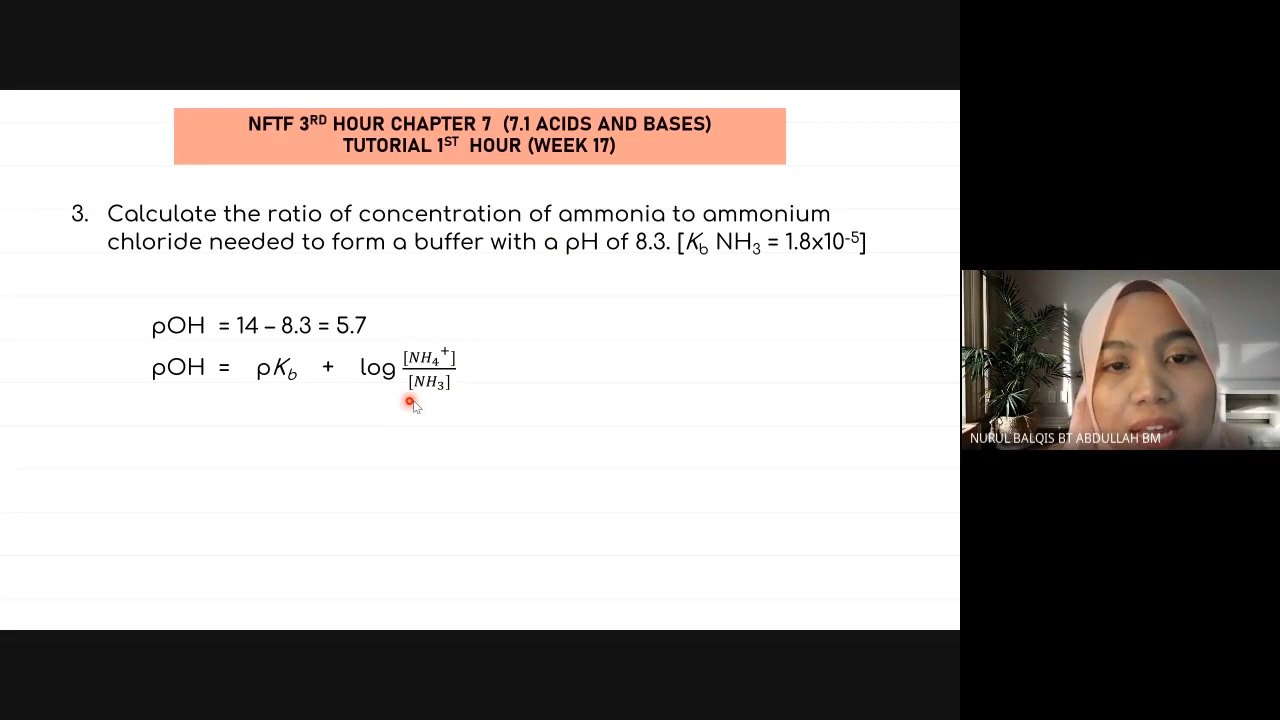 NFTF 3RD HOUR CHAPTER 7 (7.1 ACIDS AND BASES)
TUTORIAL 1ST HOUR (WEEK 17)
3. Calculate the ratio of concentration of ammonia to ammonium
chloride needed to form a buffer with a pH of 8.3. [Kb NH3 = 1.8x10-5]
pOH = 14 – 8.3 = 5.7
pOH = pKb + log [NH4+]/[NH3]
NURUL BALQIS BT ABDULLAH BM